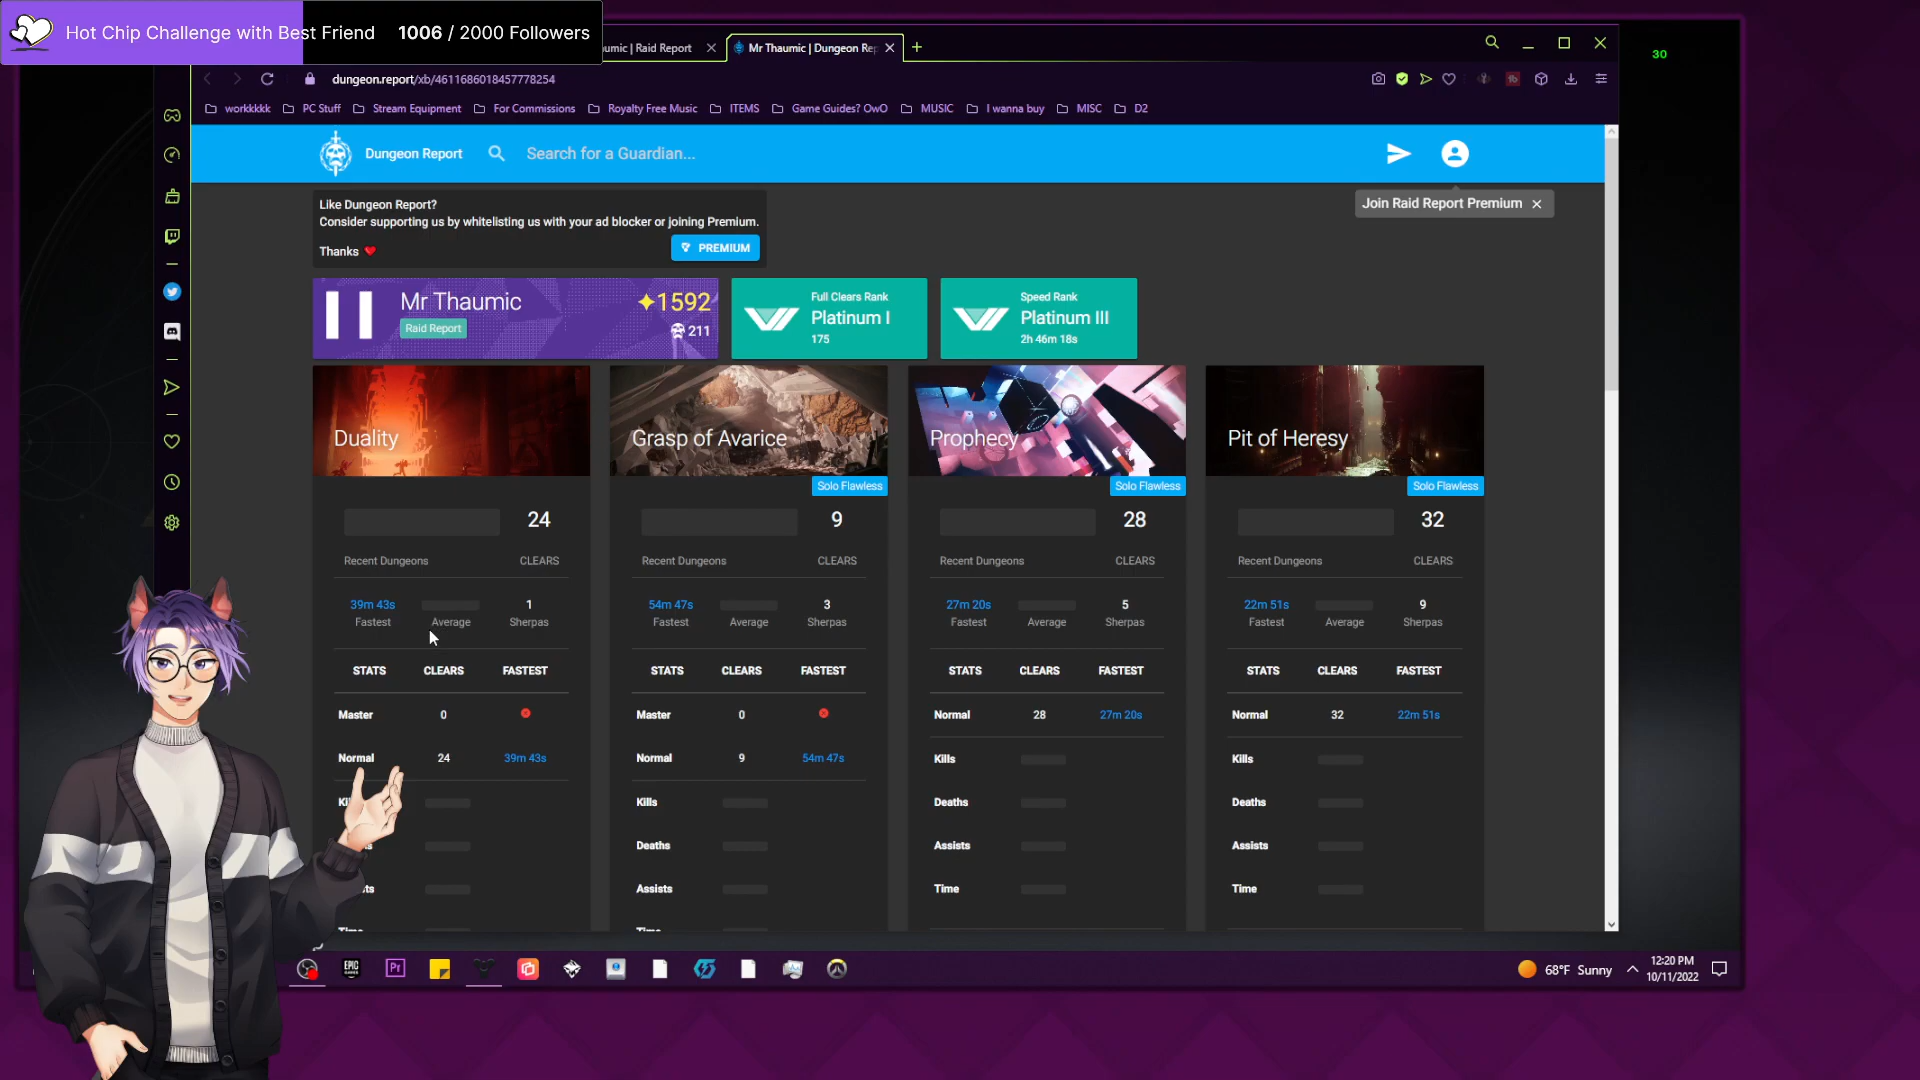 Hot Chip Challenge with Best Friend 1006 / 2000 Followers
umic | Raid Report
Mr Thaumic | Dungeon Rep
30
dungeon.report/xb/4611686018457778254
workkkkk PC Stuff Stream Equipment For Commissions Royalty Free Music ITEMS Game Guides? OwO MUSIC I wanna buy MISC D2
Dungeon Report Search for a Guardian...
Join Raid Report Premium
Like Dungeon Report?
Consider supporting us by whitelisting us with your ad blocker or joining Premium.
Thanks
PREMIUM
Mr Thaumic 1592
Raid Report 211
Full Clears Rank
Platinum I
175
Speed Rank
Platinum III
2h 46m 18s
Duality Grasp of Avarice Prophecy Pit of Heresy
Solo Flawless Solo Flawless Solo Flawless
24 9 28 32
Recent Dungeons CLEARS Recent Dungeons CLEARS Recent Dungeons CLEARS Recent Dungeons CLEARS
39m 43s 1 54m 47s 3 27m 20s 5 22m 51s 9
Fastest Average Sherpas Fastest Average Sherpas Fastest Average Sherpas Fastest Average Sherpas
STATS CLEARS FASTEST STATS CLEARS FASTEST STATS CLEARS FASTEST STATS CLEARS FASTEST
Master 0 Master 0 Normal 28 27m 20s Normal 32 22m 51s
Normal 24 39m 43s Normal 9 54m 47s Kills Kills
Ki Kills Deaths Deaths
s Deaths Assists Assists
ts Assists Time Time
Time Time
EPIC GAMES Pr
68°F Sunny
12:20 PM
10/11/2022